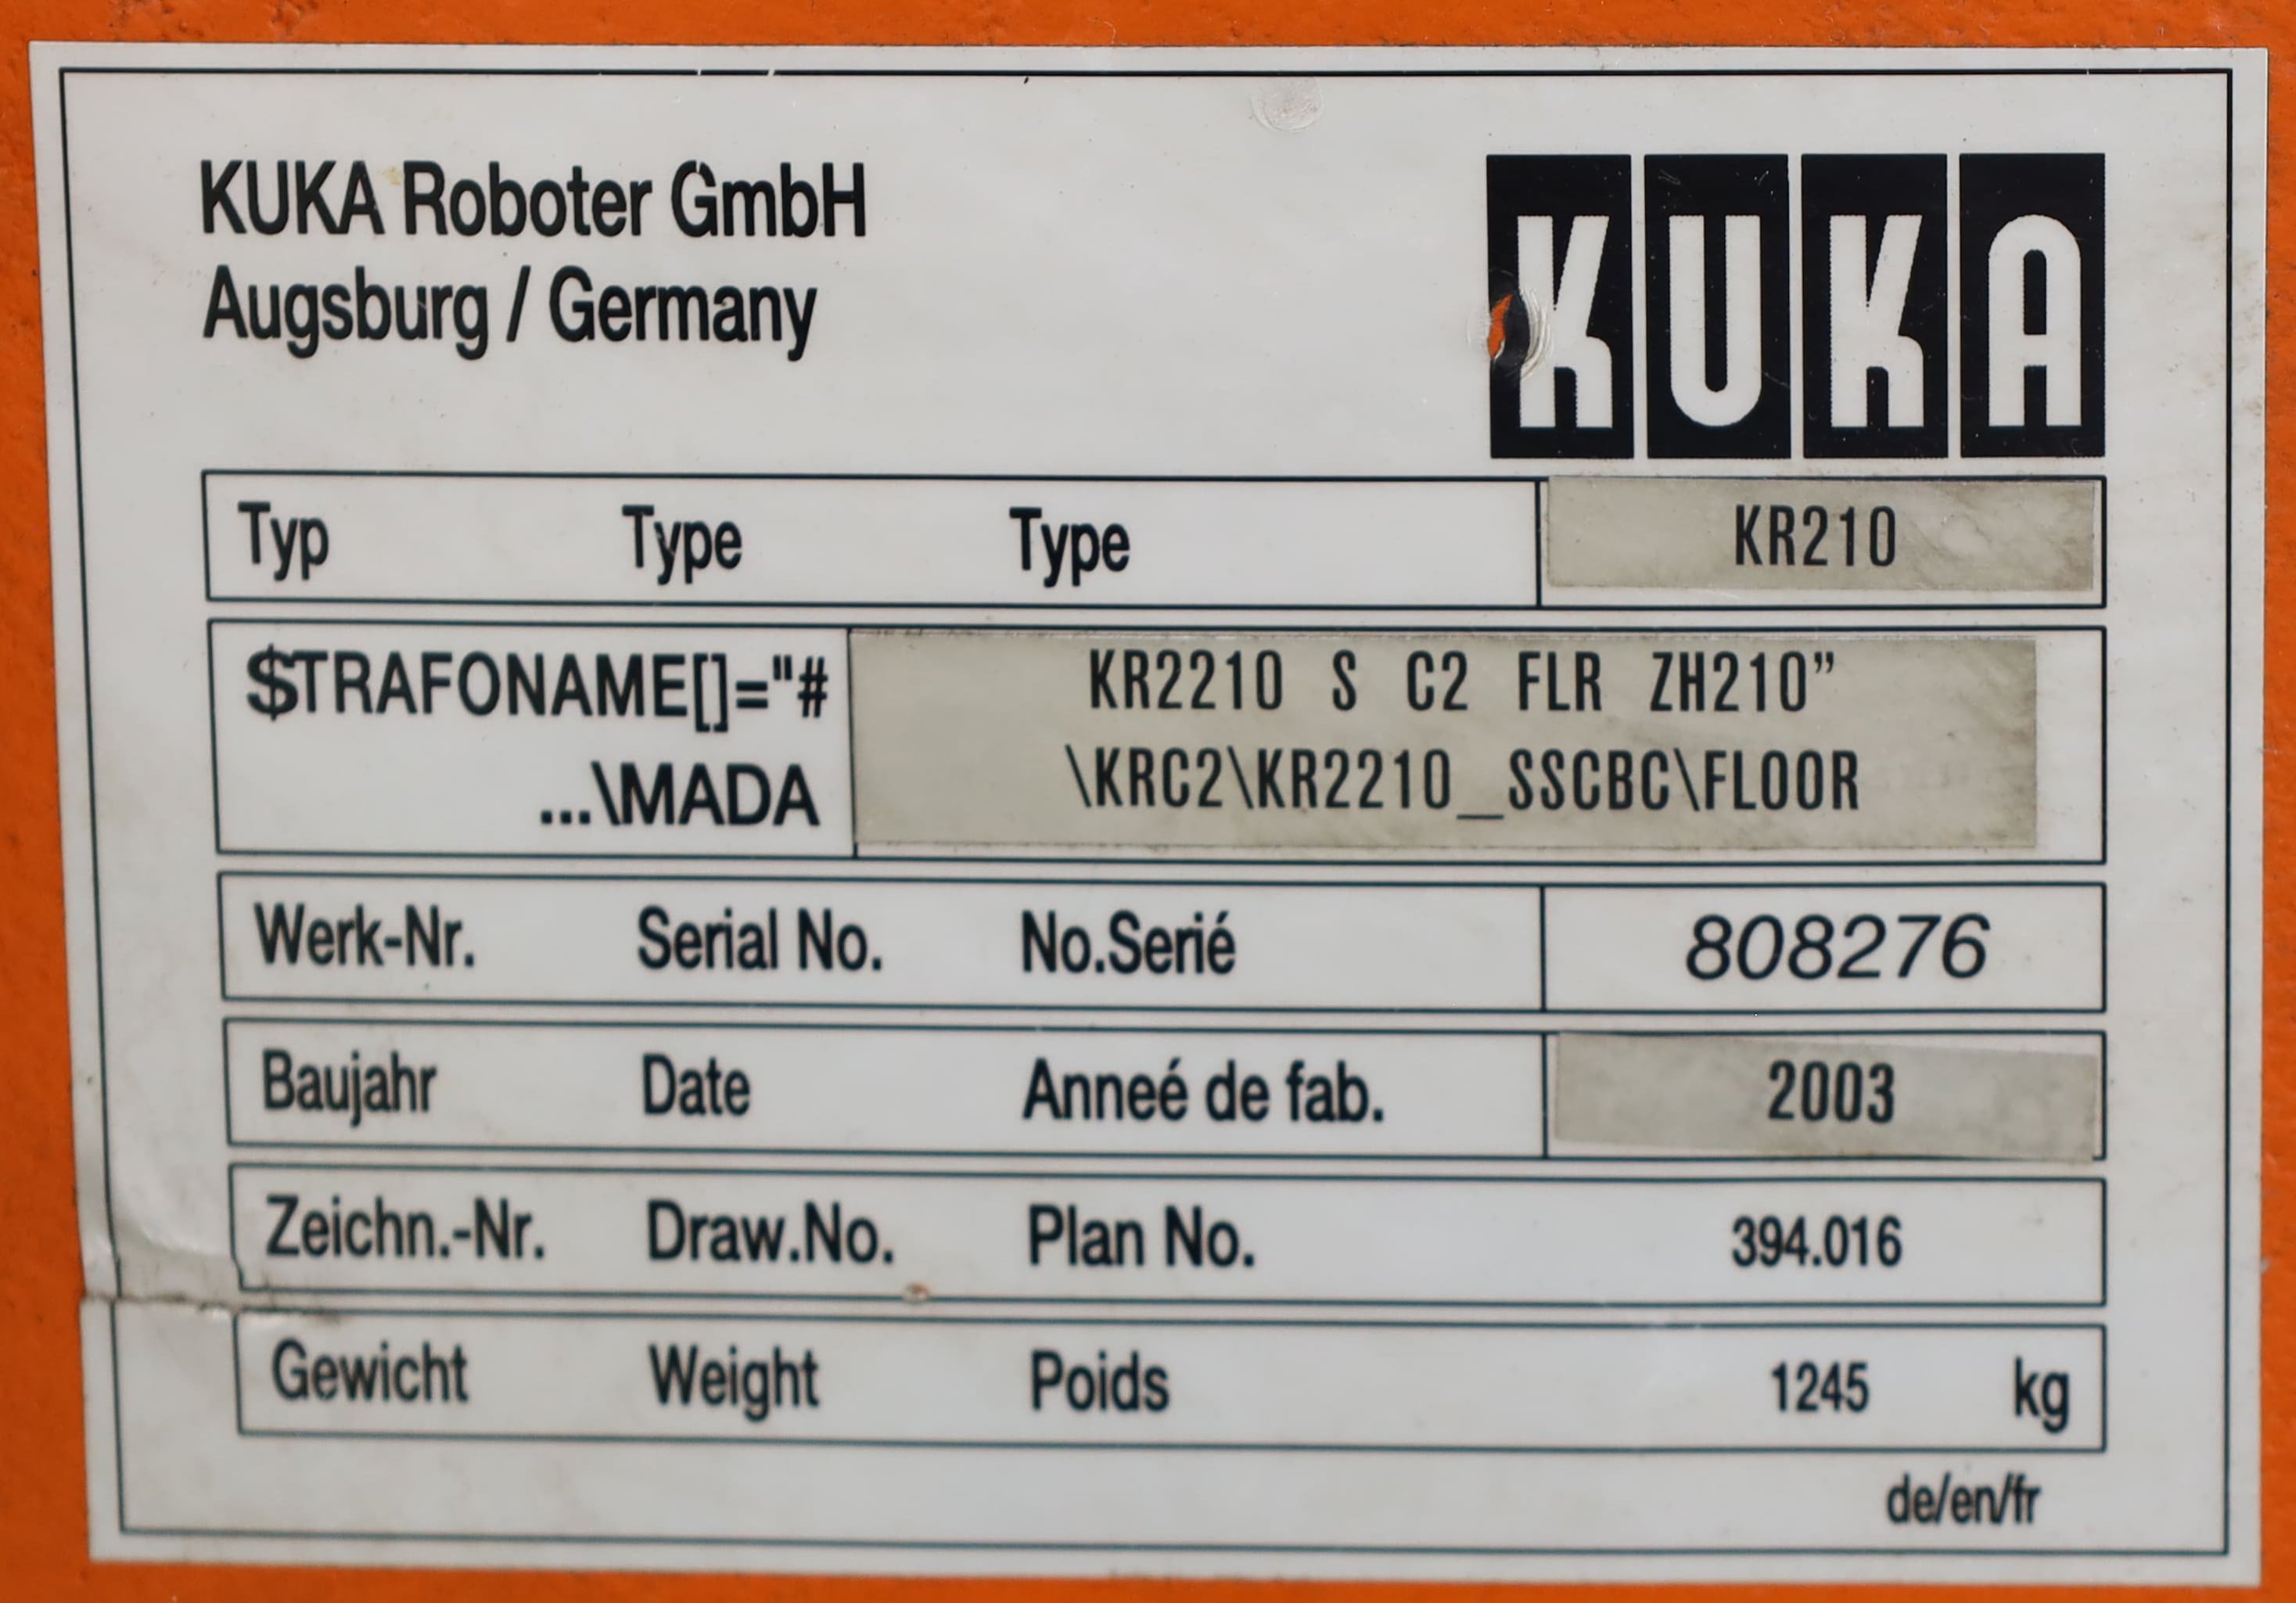 KUKA Roboter GmbH
Augsburg / Germany
KUKA
Typ Type Type KR210
$TRAFONAME[]="# KR2210 S C2 FLR ZH210”
...\MADA \KRC2\KR2210_SSCBC\FLOOR
Werk-Nr. Serial No. No.Serié 808276
Baujahr Date Anneé de fab. 2003
Zeichn.-Nr. Draw.No. Plan No. 394.016
Gewicht Weight Poids 1245 kg
de/en/fr